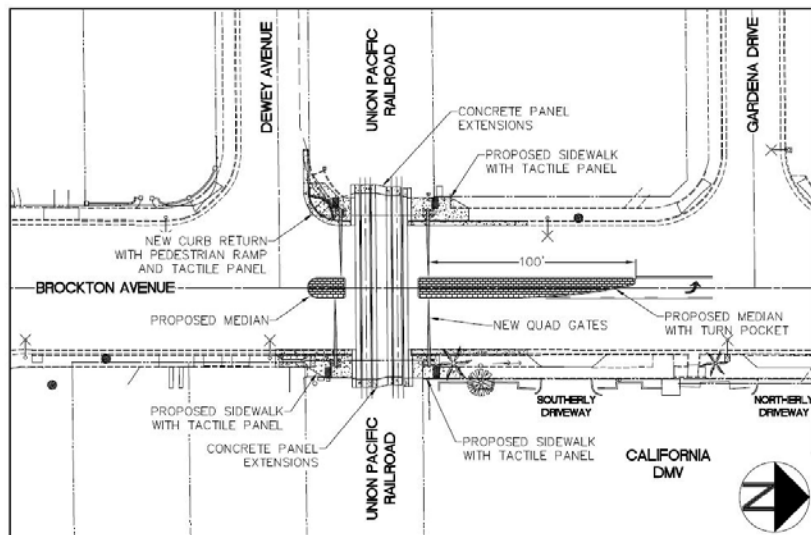 DEWEY AVENUE
UNION PACIFIC
RAILROAD
GARDENA DRIVE
CONCRETE PANEL
EXTENSIONS
PROPOSED SIDEWALK
WITH TACTILE PANEL
NEW CURB RETURN
WITH PEDESTRIAN RAMP
AND TACTILE PANEL
100'
BROCKTON AVENUE
PROPOSED MEDIAN
NEW QUAD GATES
PROPOSED MEDIAN
WITH TURN POCKET
PROPOSED SIDEWALK
WITH TACTILE PANEL
CONCRETE PANEL
EXTENSIONS
UNION PACIFIC
RAILROAD
PROPOSED SIDEWALK
WITH TACTILE PANEL
SOUTHERLY
DRIVEWAY
NORTHERLY
DRIVEWAY
CALIFORNIA
DMV
N